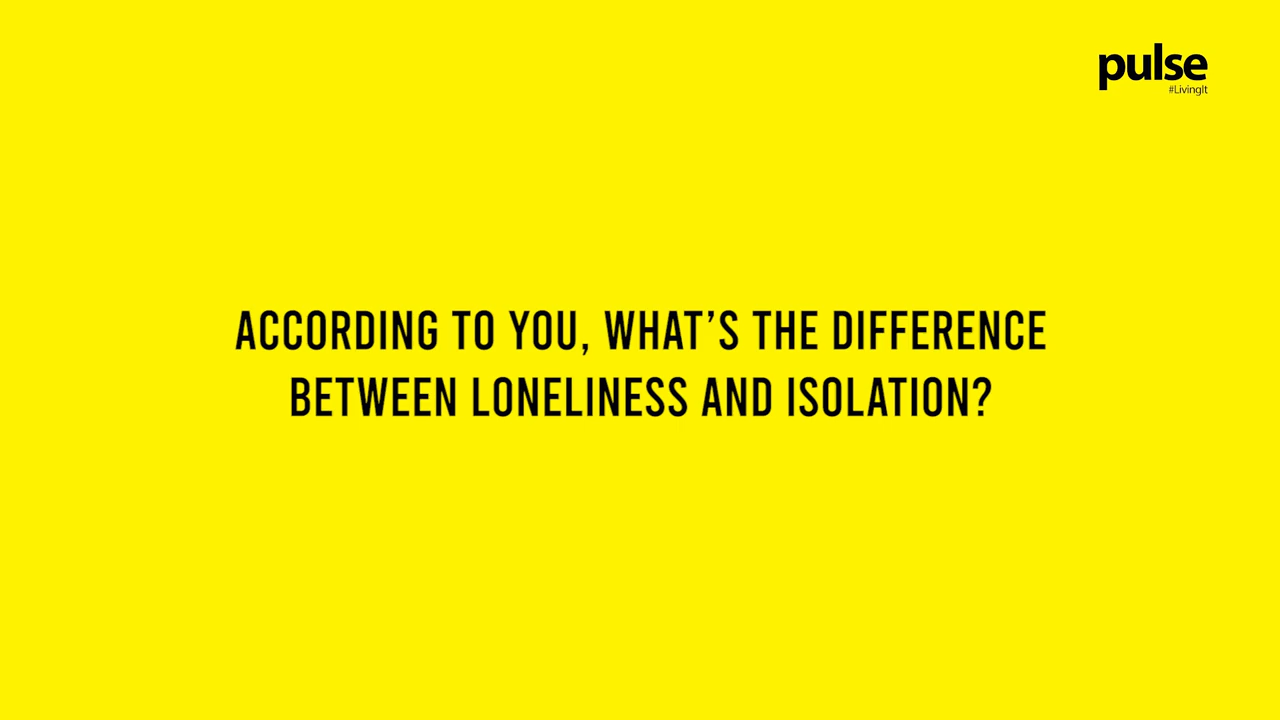 pulse
#LivingIt
ACCORDING TO YOU, WHAT’S THE DIFFERENCE
BETWEEN LONELINESS AND ISOLATION?